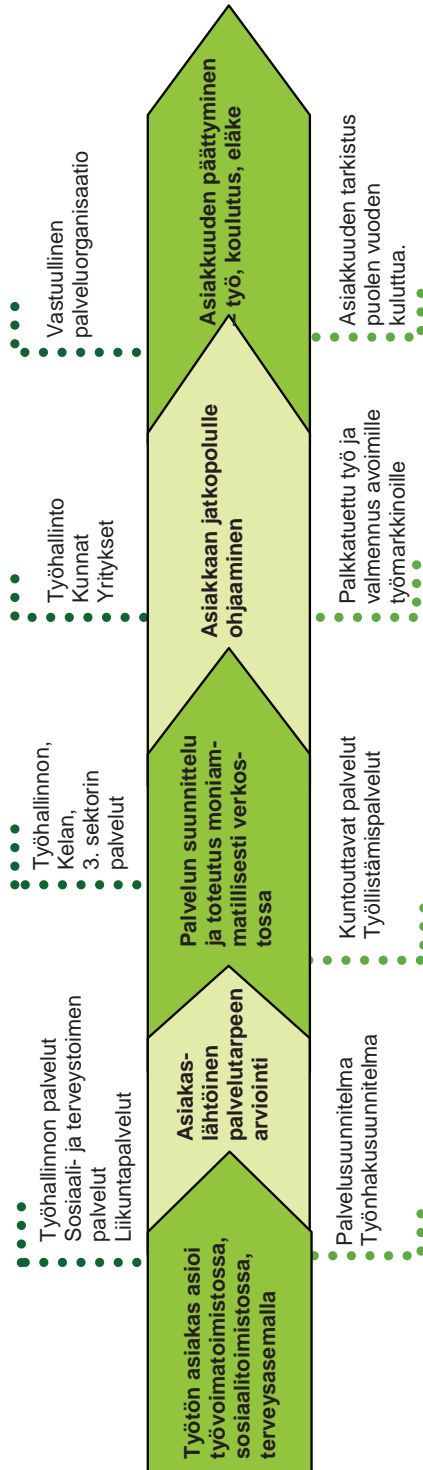 Työhallinnon palvelut
Sosiaali- ja terveystoimen
palvelut
Liikuntapalvelut
Työhallinnon,
Kelan,
3. sektorin
palvelut
Työhallinto
Kunnat
Yritykset
Vastuullinen
palveluorganisaatio
Työtön asiakas asioi
työvoimatoimistossa,
sosiaalitoimistossa,
terveysasemalla
Asiakas-
lähtöinen
palvelutarpeen
arviointi
Palvelun suunnittelu
ja toteutus moniam-
matillisesti verkos-
tossa
Asiakkaan jatkopolulle
ohjaaminen
Asiakkuuden päättyminen
– työ, koulutus, eläke
Palvelusuunnitelma
Työnhakusuunnitelma
Kuntouttavat palvelut
Työllistämispalvelut
Palkkatuettu työ ja
valmennus avoimille
työmarkkinoille
Asiakkuuden tarkistus
puolen vuoden
kuluttua.